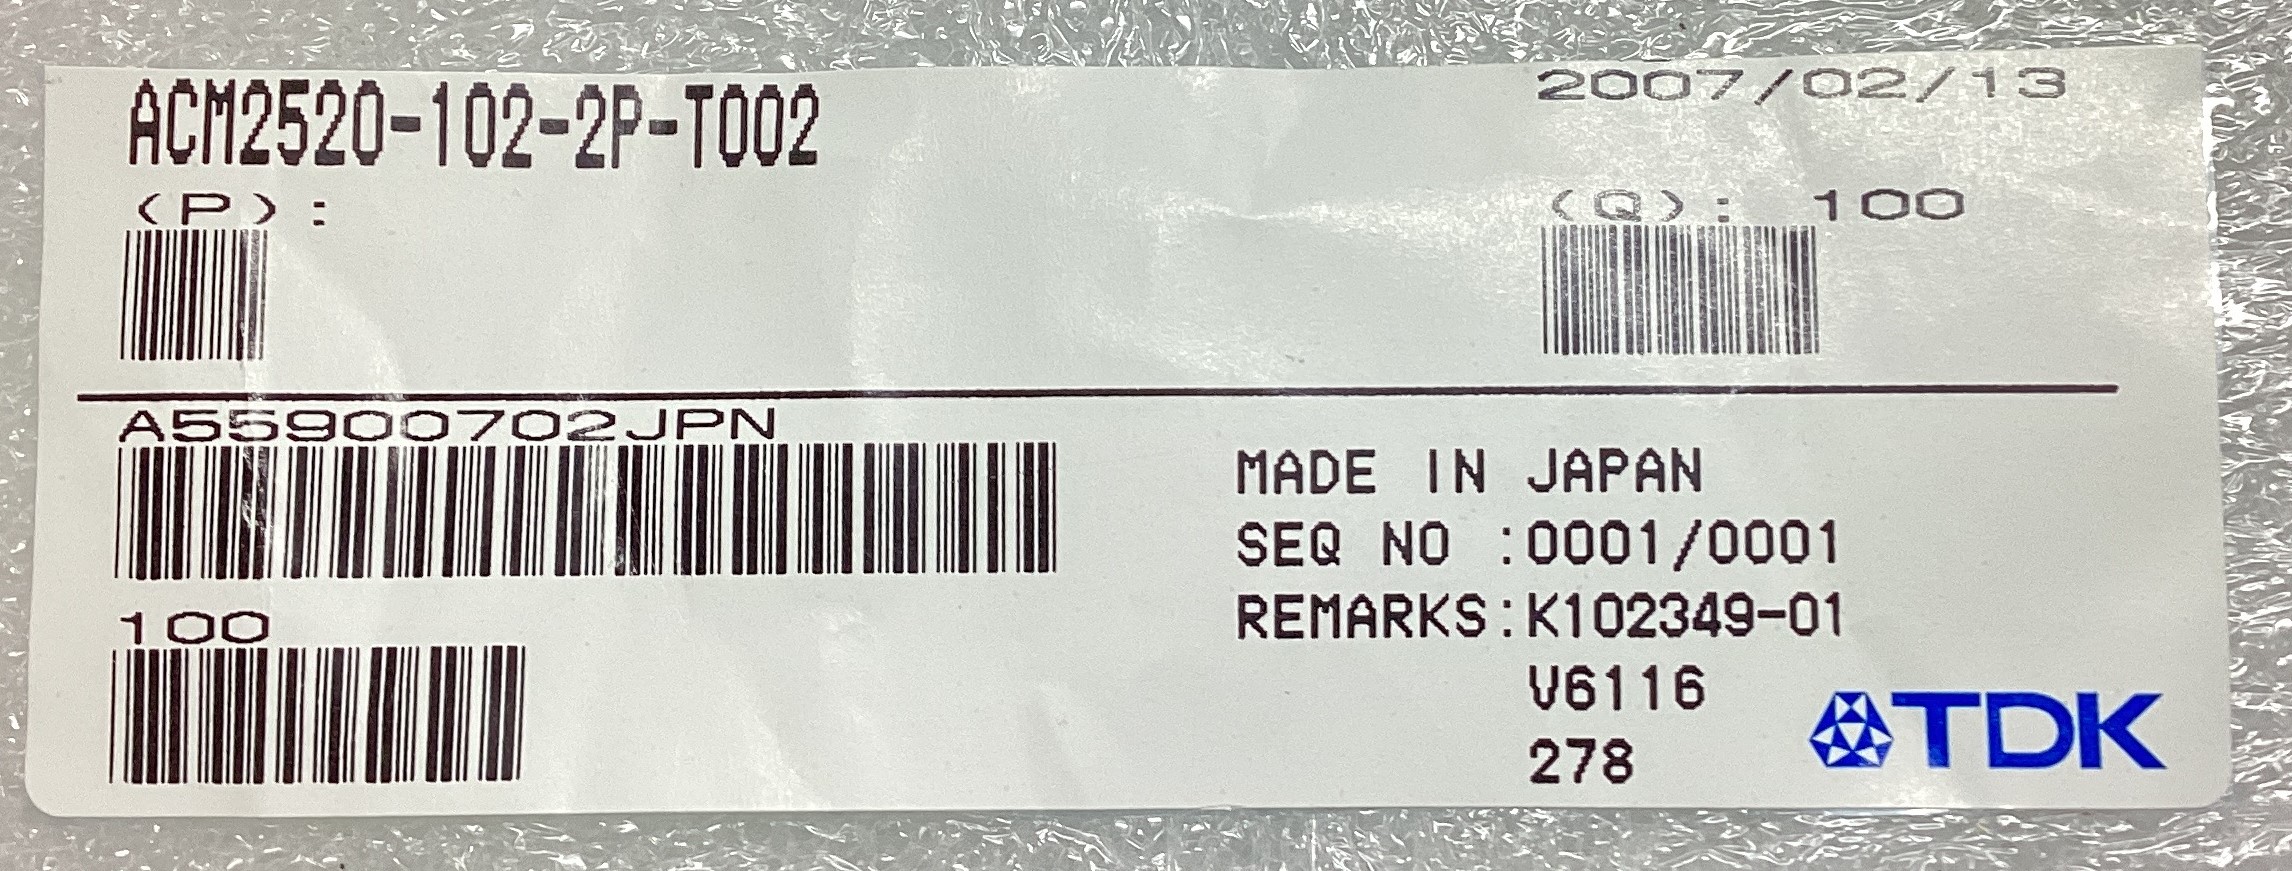 ACM2520-102-2P-T002
2007/02/13
(P):
(Q): 100
A55900702JPN
100
MADE IN JAPAN
SEQ NO :0001/0001
REMARKS:K102349-01
V6116
278
TDK